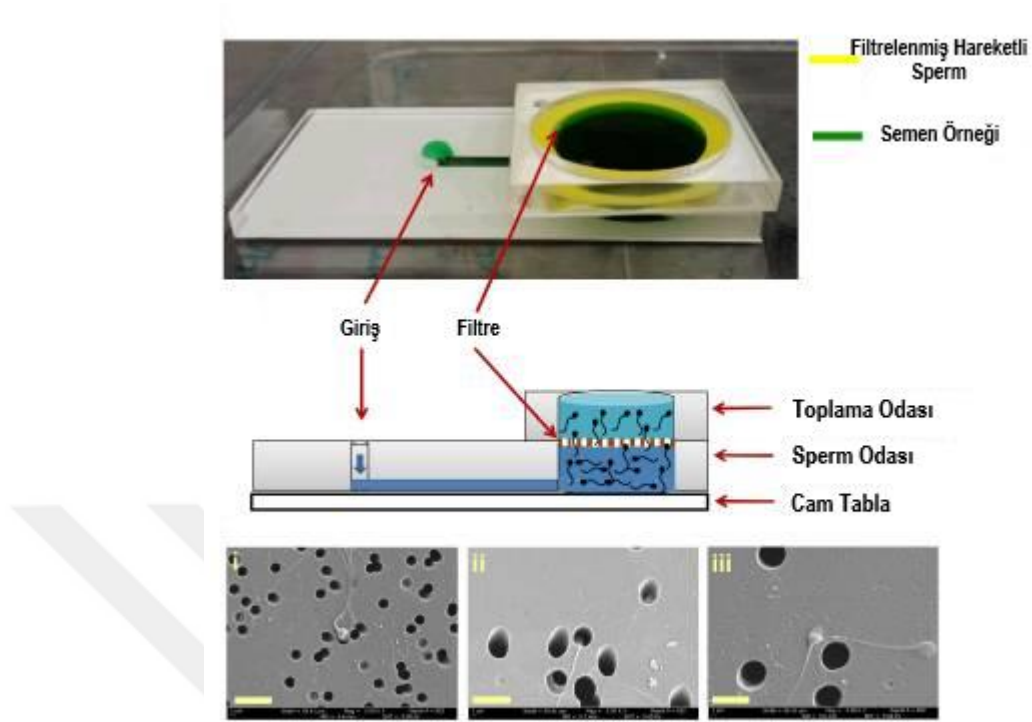 Filtrelenmiş Hareketli
Sperm
Semen Örneği
Giriş
Filtre
Toplama Odası
Sperm Odası
Cam Tabla
i
ii
iii